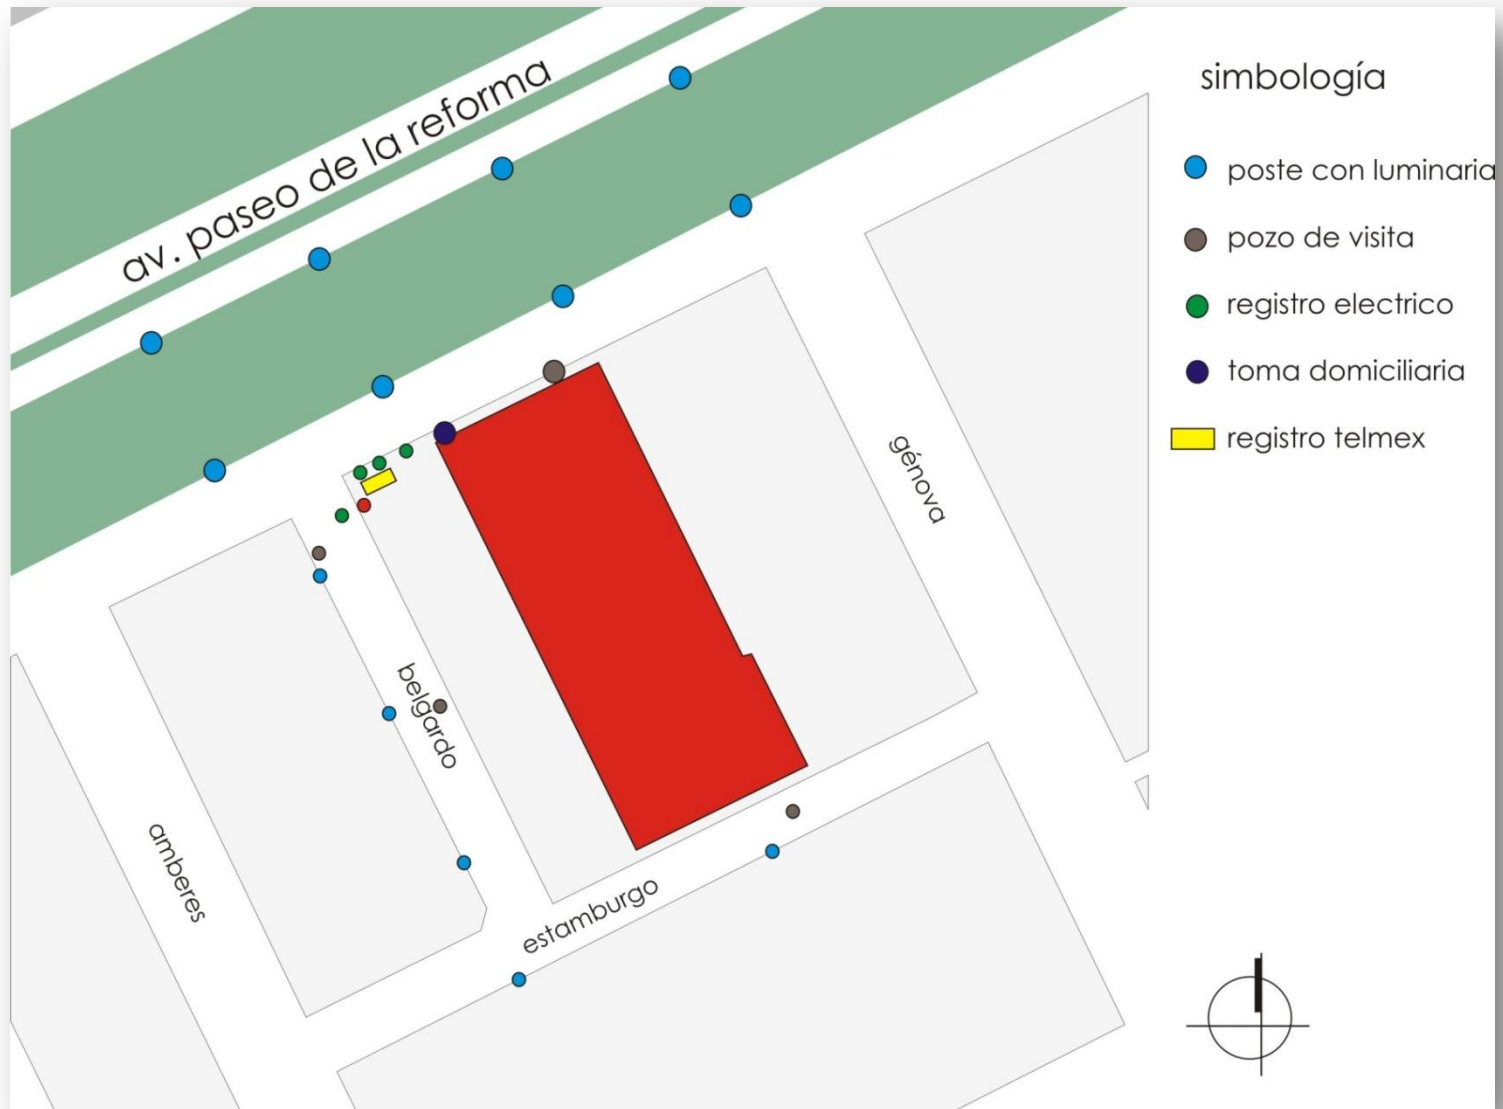 av. paseo de la reforma
génova
belgardo
amberes
estamburgo
simbología
poste con luminaria
pozo de visita
registro electrico
toma domiciliaria
registro telmex